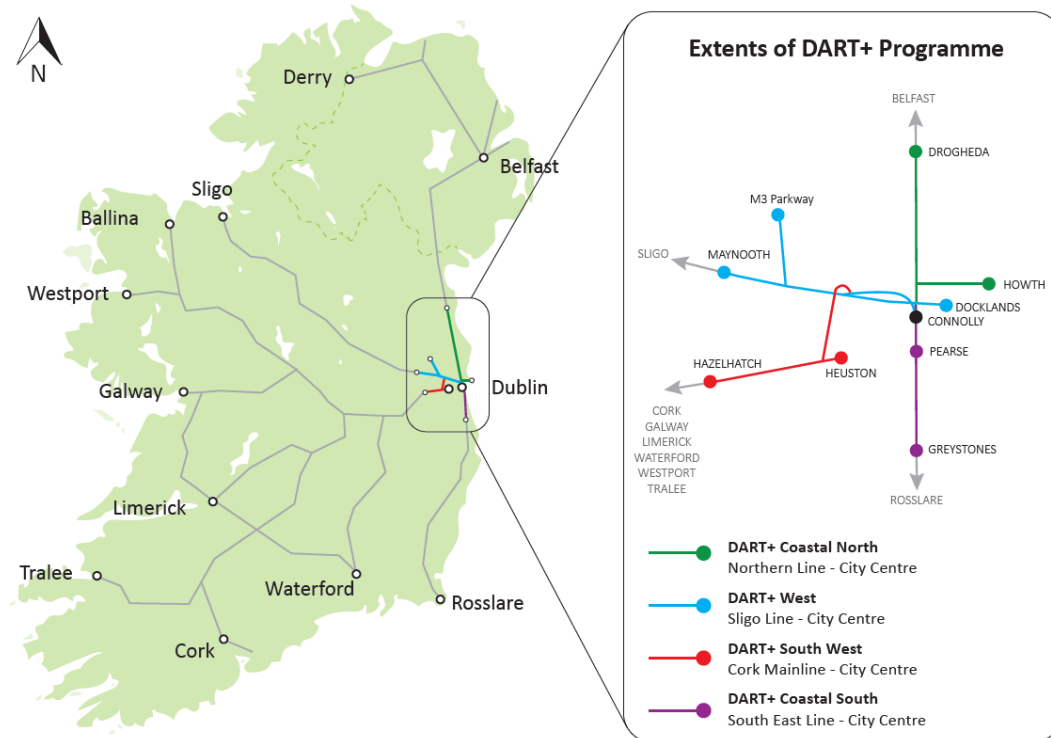 N
Derry
Belfast
Sligo
Ballina
Westport
Galway
Dublin
Limerick
Tralee
Waterford
Rosslare
Cork
Extents of DART+ Programme
BELFAST
DROGHEDA
M3 Parkway
SLIGO
MAYNOOTH
HOWTH
DOCKLANDS
CONNOLLY
PEARSE
HAZELHATCH
HEUSTON
CORK
GALWAY
LIMERICK
WATERFORD
WESTPORT
TRALEE
GREYSTONES
ROSSLARE
DART+ Coastal North
Northern Line - City Centre
DART+ West
Sligo Line - City Centre
DART+ South West
Cork Mainline - City Centre
DART+ Coastal South
South East Line - City Centre